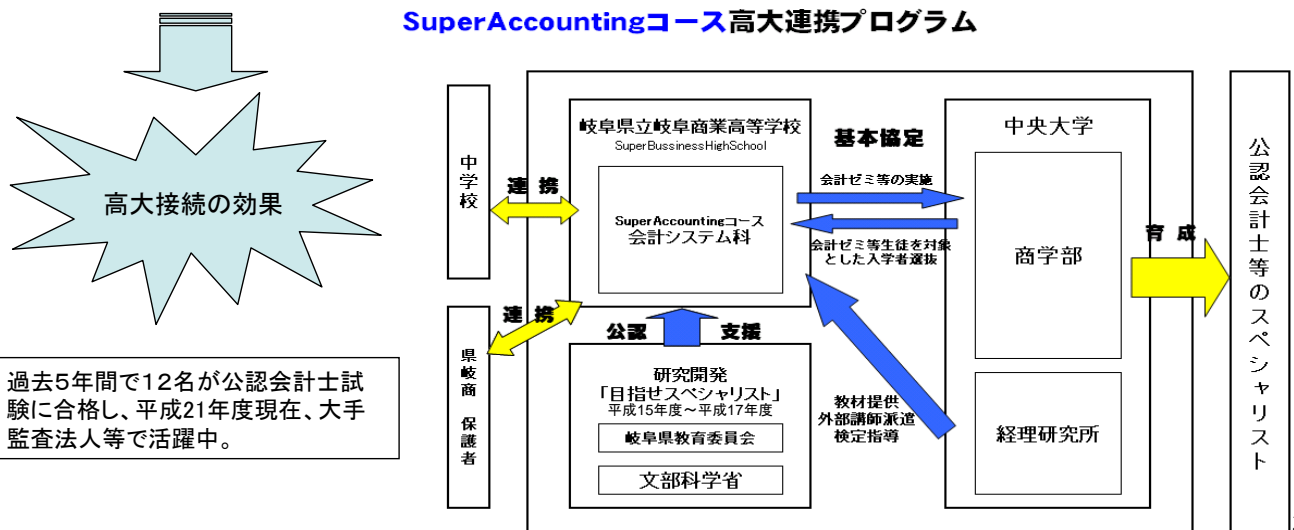 SuperAccountingコース高大連携プログラム
高大接続の効果
過去5年間で12名が公認会計士試
験に合格し、平成21年度現在、大手
監査法人等で活躍中。
中学校
連 携
県岐商 保護者
連 携
岐阜県立岐阜商業高等学校
SuperBussinessHighSchool
SuperAccountingコース
会計システム科
公認 支援
研究開発
「目指せスペシャリスト」
平成15年度～平成17年度
岐阜県教育委員会
文部科学省
基本協定
会計ゼミ等の実施
会計ゼミ等生徒を対象
とした入学者選抜
教材提供
外部講師派遣
検定指導
中央大学
商学部
経理研究所
育 成
公認会計士等のスペシャリスト